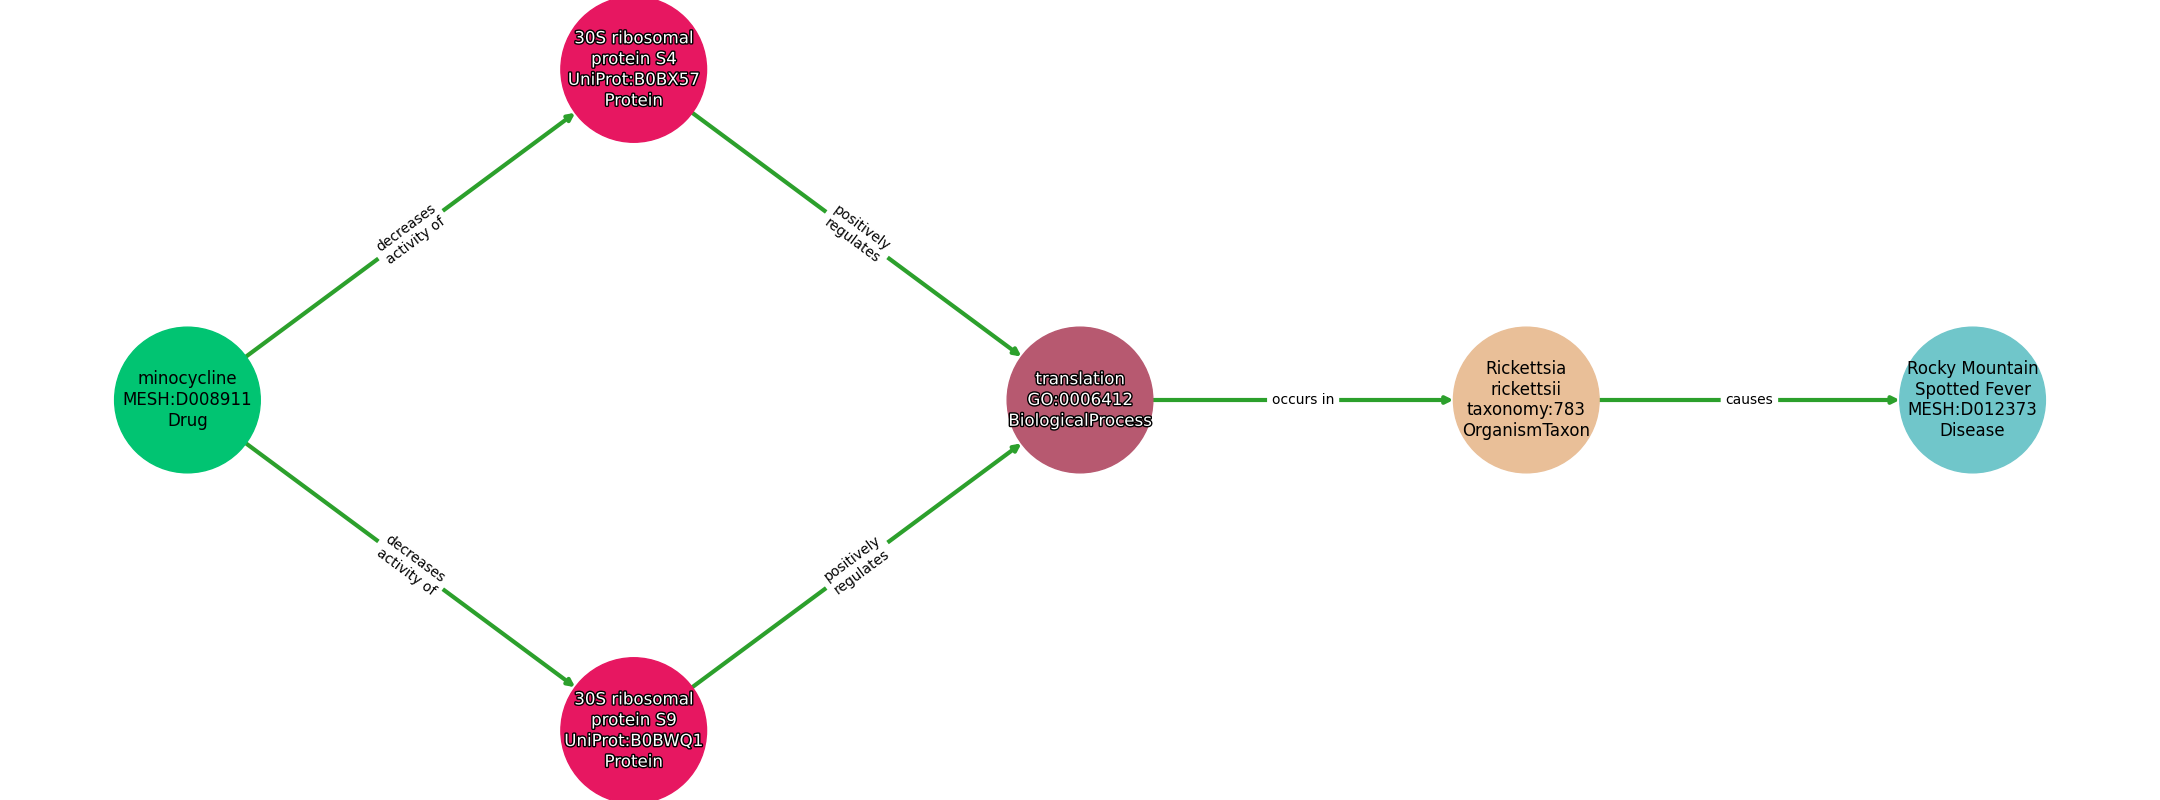 30S ribosomal
protein S4
UniProt:B0BX57
Protein
decreases
activity of
positively
regulates
minocycline
MESH:D008911
Drug
translation
GO:0006412
BiologicalProcess
occurs in
Rickettsia
rickettsii
taxonomy:783
OrganismTaxon
causes
Rocky Mountain
Spotted Fever
MESH:D012373
Disease
decreases
activity of
positively
regulates
30S ribosomal
protein S9
UniProt:B0BWQ1
Protein